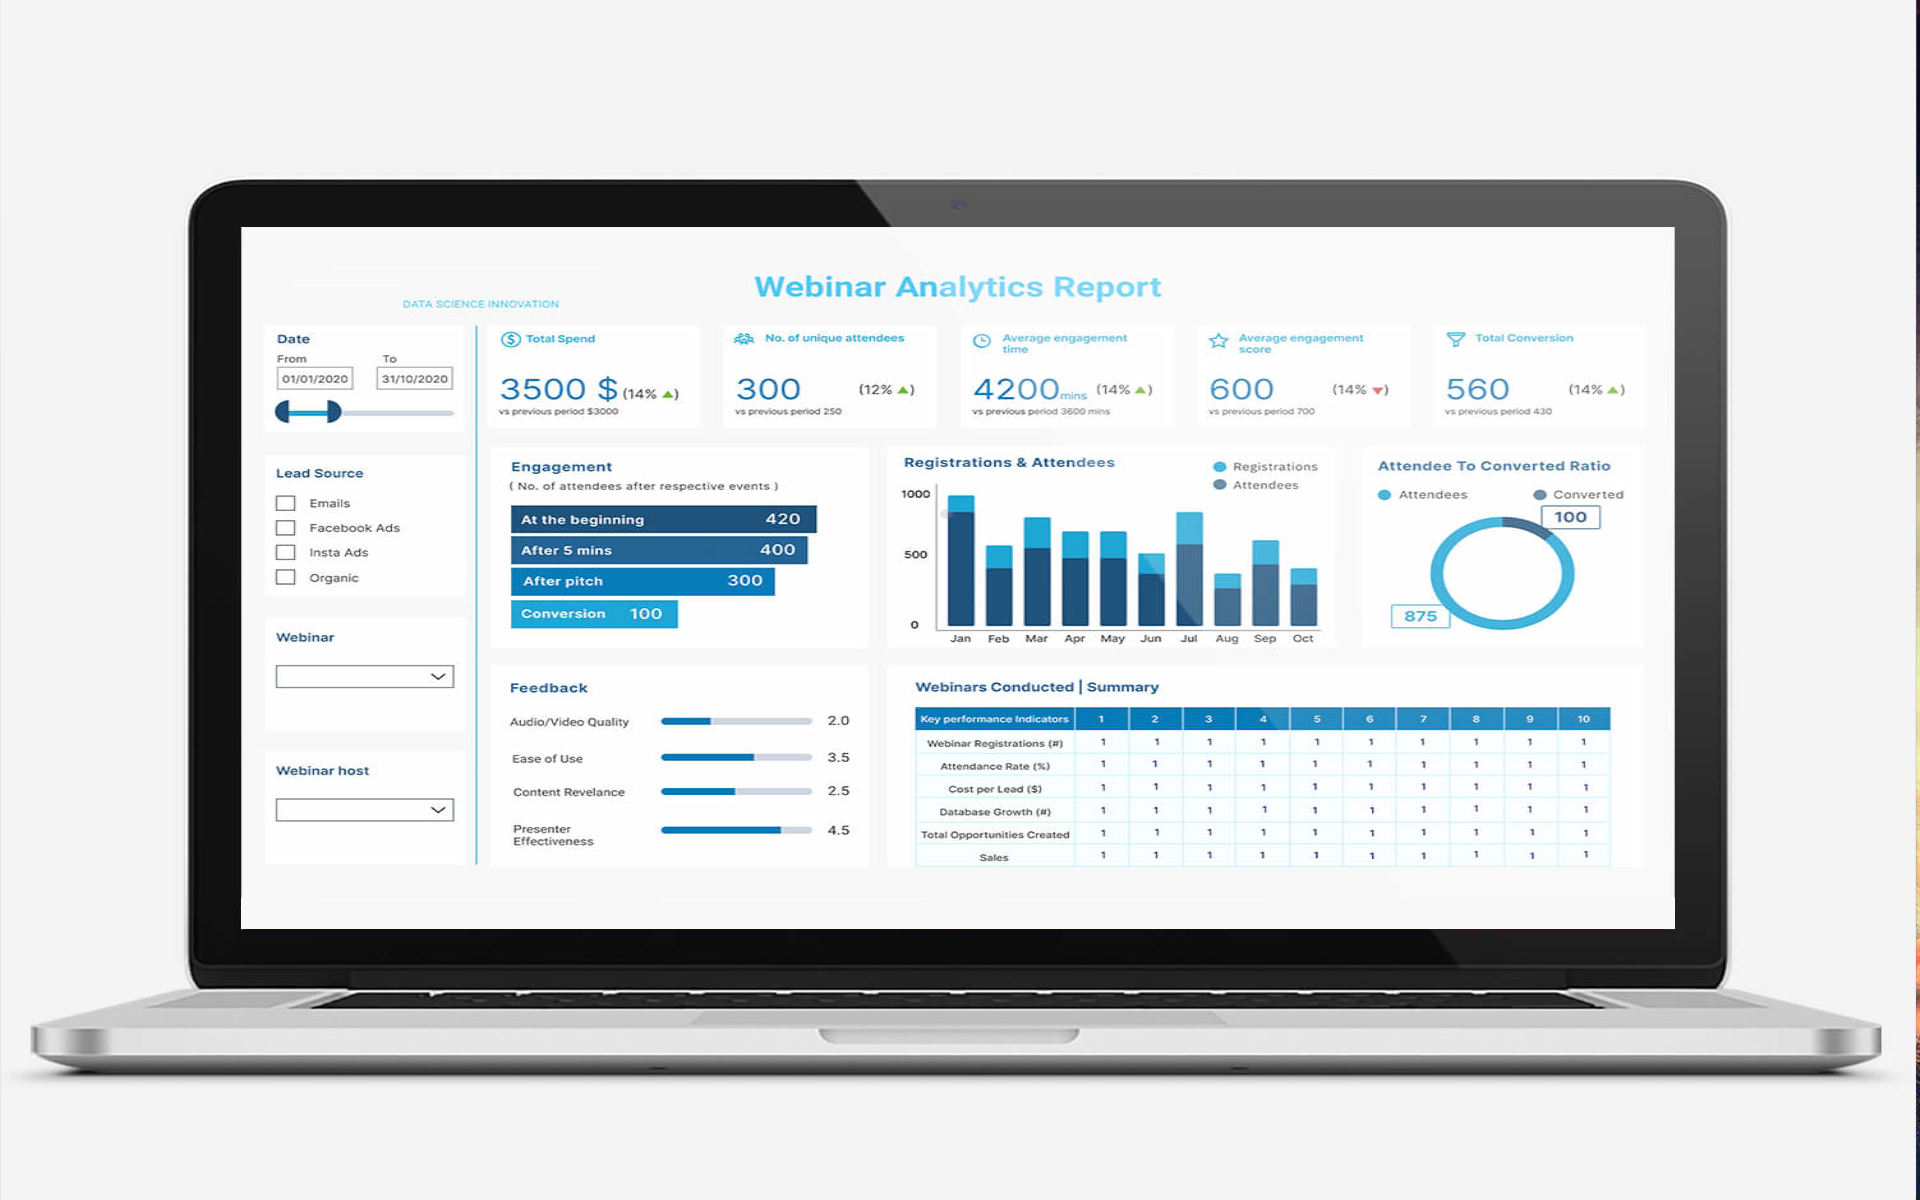 Webinar Analytics Report
DATA SCIENCE INNOVATION
Date
From To
01/01/2020 31/10/2020
Lead Source
Emails
Facebook Ads
Insta Ads
Organic
Webinar
Webinar host
Total Spend
3500 $ (14% ▲)
vs previous period $3000
No. of unique attendees
300 (12% ▲)
vs previous period 250
Average engagement
time
4200 mins (14% ▲)
vs previous period 3600 mins
Average engagement
score
600 (14% ▼)
vs previous period 700
Total Conversion
560 (14% ▲)
vs previous period 430
Engagement
( No. of attendees after respective events )
At the beginning 420
After 5 mins 400
After pitch 300
Conversion 100
Registrations & Attendees
Registrations
Attendees
1000
500
0
Jan Feb Mar Apr May Jun Jul Aug Sep Oct
Attendee To Converted Ratio
Attendees Converted
100
875
Feedback
Audio/Video Quality 2.0
Ease of Use 3.5
Content Revelance 2.5
Presenter
Effectiveness 4.5
Webinars Conducted | Summary
Key performance Indicators 1 2 3 4 5 6 7 8 9 10
Webinar Registrations (#) 1 1 1 1 1 1 1 1 1 1
Attendance Rate (%) 1 1 1 1 1 1 1 1 1 1
Cost per Lead ($) 1 1 1 1 1 1 1 1 1 1
Database Growth (#) 1 1 1 1 1 1 1 1 1 1
Total Opportunities Created 1 1 1 1 1 1 1 1 1 1
Sales 1 1 1 1 1 1 1 1 1 1